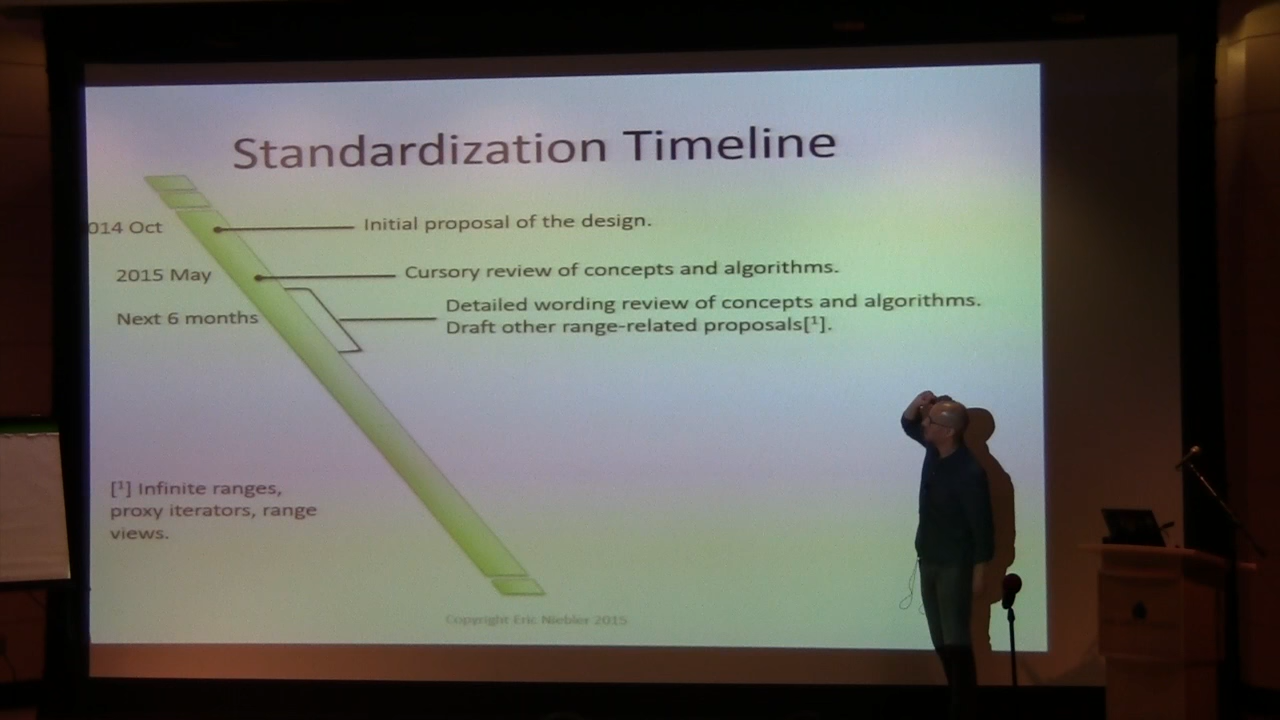 Standardization Timeline
014 Oct
Initial proposal of the design.
2015 May
Cursory review of concepts and algorithms.
Next 6 months
Detailed wording review of concepts and algorithms.
Draft other range-related proposals[¹].
[¹] Infinite ranges,
proxy iterators, range
views.
Copyright Eric Niebler 2015